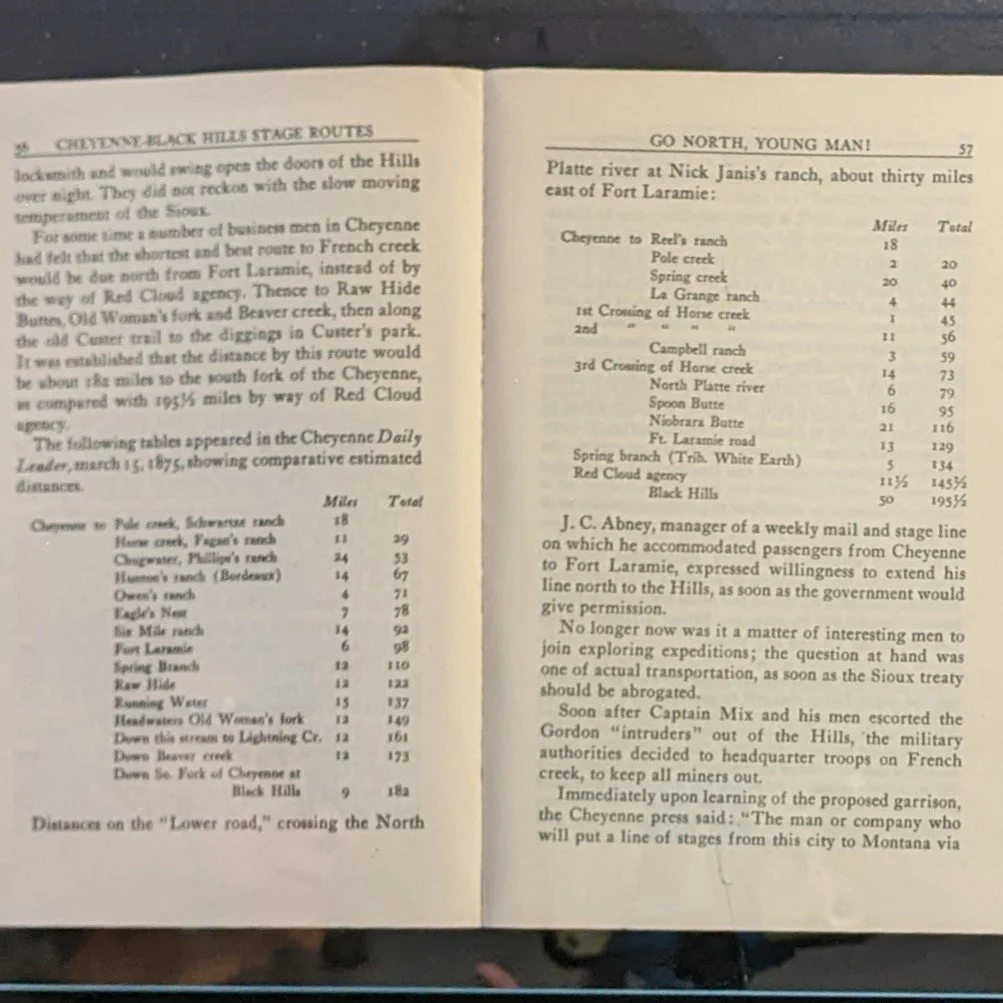 56 CHEYENNE-BLACK HILLS STAGE ROUTES
locksmith and would swing open the doors of the Hills
over night. They did not reckon with the slow moving
temperament of the Sioux.
For some time a number of business men in Cheyenne
had felt that the shortest and best route to French creek
would be due north from Fort Laramie, instead of by
the way of Red Cloud agency. Thence to Raw Hide
Buttes, Old Woman's fork and Beaver creek, then along
the old Custer trail to the diggings in Custer's park.
It was established that the distance by this route would
be about 182 miles to the south fork of the Cheyenne,
as compared with 195½ miles by way of Red Cloud
agency.
The following tables appeared in the Cheyenne Daily
Leader, march 15, 1875, showing comparative estimated
distances.
Miles Total
Cheyenne to Pole creek, Schwartze ranch 18
Horse creek, Fagan's ranch 11 29
Chugwater, Phillips's ranch 24 53
Hunton's ranch (Bordeaux) 14 67
Owen's ranch 4 71
Eagle's Nest 7 78
Six Mile ranch 14 92
Fort Laramie 6 98
Spring Branch 12 110
Raw Hide 12 122
Running Water 15 137
Headwaters Old Woman's fork 12 149
Down this stream to Lightning Cr. 12 161
Down Beaver creek 12 173
Down So. Fork of Cheyenne at
Black Hills 9 182
Distances on the "Lower road," crossing the North
GO NORTH, YOUNG MAN! 57
Platte river at Nick Janis's ranch, about thirty miles
east of Fort Laramie:
Miles Total
Cheyenne to Reel's ranch 18
Pole creek 2 20
Spring creek 20 40
La Grange ranch 4 44
1st Crossing of Horse creek 1 45
2nd " " " " 11 56
Campbell ranch 3 59
3rd Crossing of Horse creek 14 73
North Platte river 6 79
Spoon Butte 16 95
Niobrara Butte 21 116
Ft. Laramie road 13 129
Spring branch (Trib. White Earth) 5 134
Red Cloud agency 11½ 145½
Black Hills 50 195½
J. C. Abney, manager of a weekly mail and stage line
on which he accommodated passengers from Cheyenne
to Fort Laramie, expressed willingness to extend his
line north to the Hills, as soon as the government would
give permission.
No longer now was it a matter of interesting men to
join exploring expeditions; the question at hand was
one of actual transportation, as soon as the Sioux treaty
should be abrogated.
Soon after Captain Mix and his men escorted the
Gordon "intruders" out of the Hills, the military
authorities decided to headquarter troops on French
creek, to keep all miners out.
Immediately upon learning of the proposed garrison,
the Cheyenne press said: "The man or company who
will put a line of stages from this city to Montana via